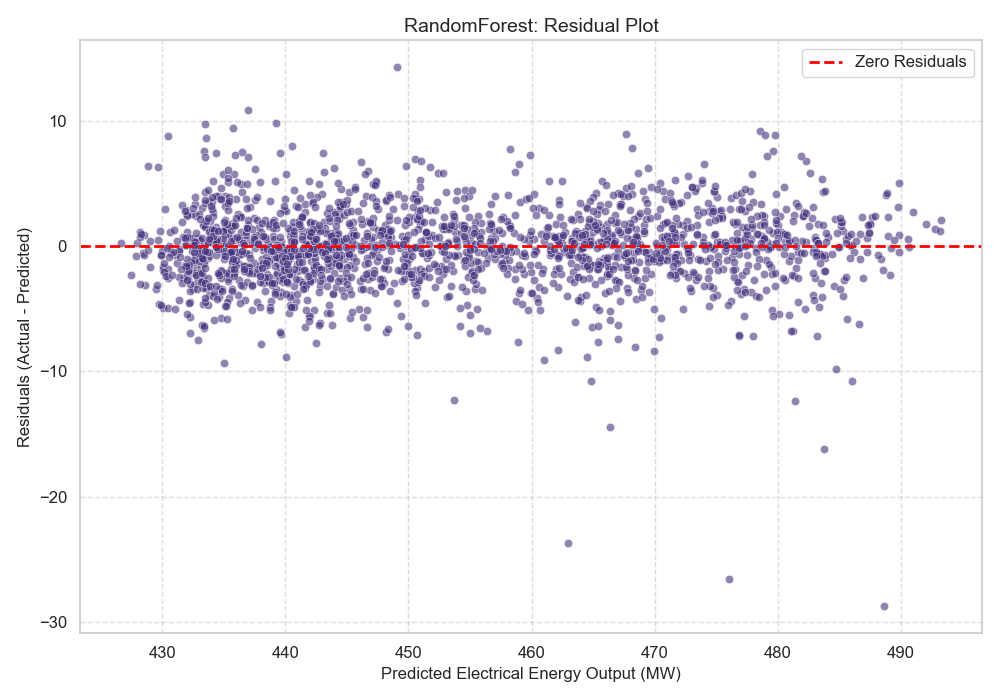 RandomForest: Residual Plot
Zero Residuals
Residuals (Actual - Predicted)
10
0
−10
−20
−30
430 440 450 460 470 480 490
Predicted Electrical Energy Output (MW)